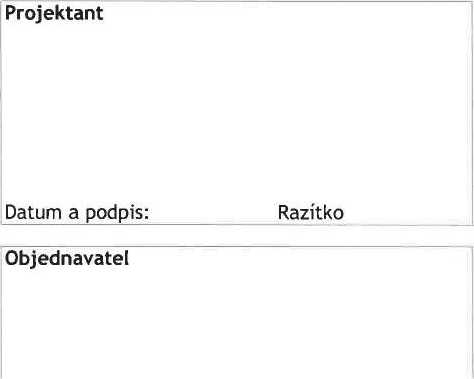 Projektant
Datum a podpis: Razítko
Objednavatel